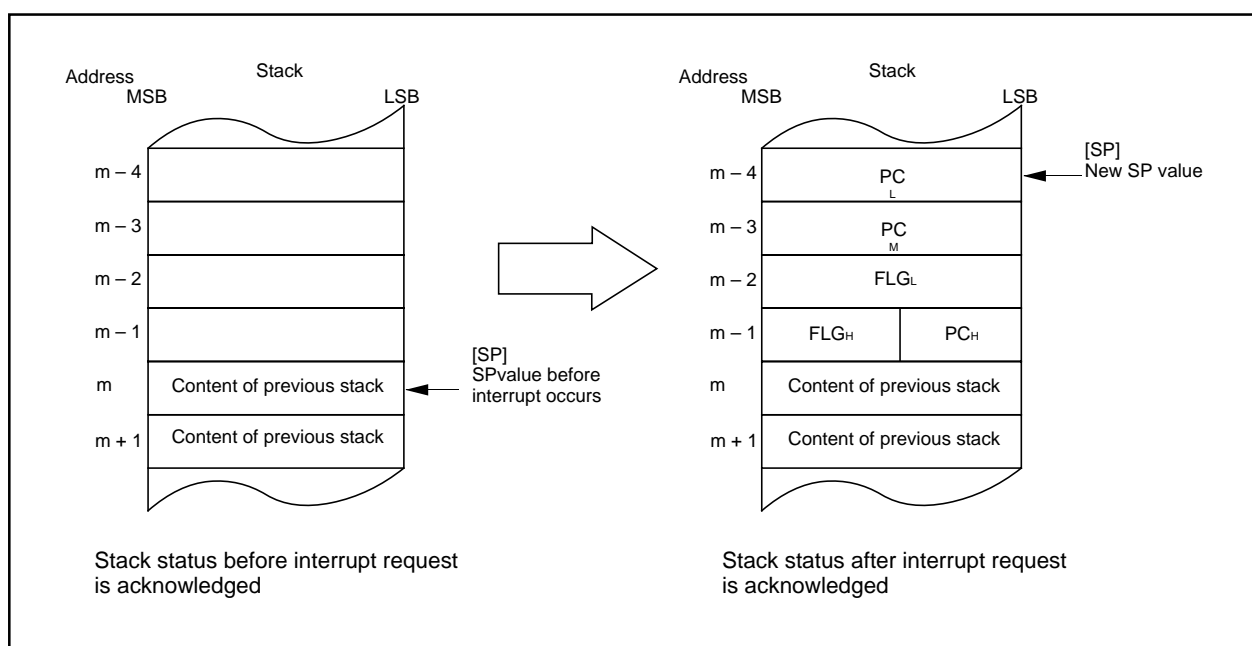 Address
Stack
MSB
LSB
m – 4
m – 3
m – 2
m – 1
m
Content of previous stack
m + 1
Content of previous stack
[SP]
SPvalue before
interrupt occurs
Stack status before interrupt request
is acknowledged
Address
Stack
MSB
LSB
m – 4
PC
L
[SP]
New SP value
m – 3
PC
M
m – 2
FLGL
m – 1
FLGH
PCH
m
Content of previous stack
m + 1
Content of previous stack
Stack status after interrupt request
is acknowledged